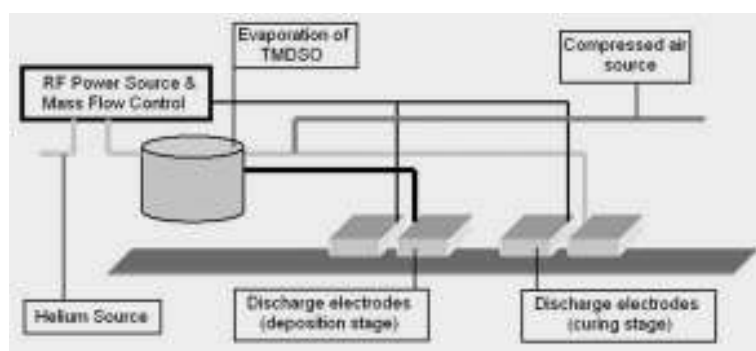 Evaporation of
TMDSO
Compressed air
source
RF Power Source &
Mass Flow Control
Helium Source
Discharge electrodes
(deposition stage)
Discharge electrodes
(curing stage)